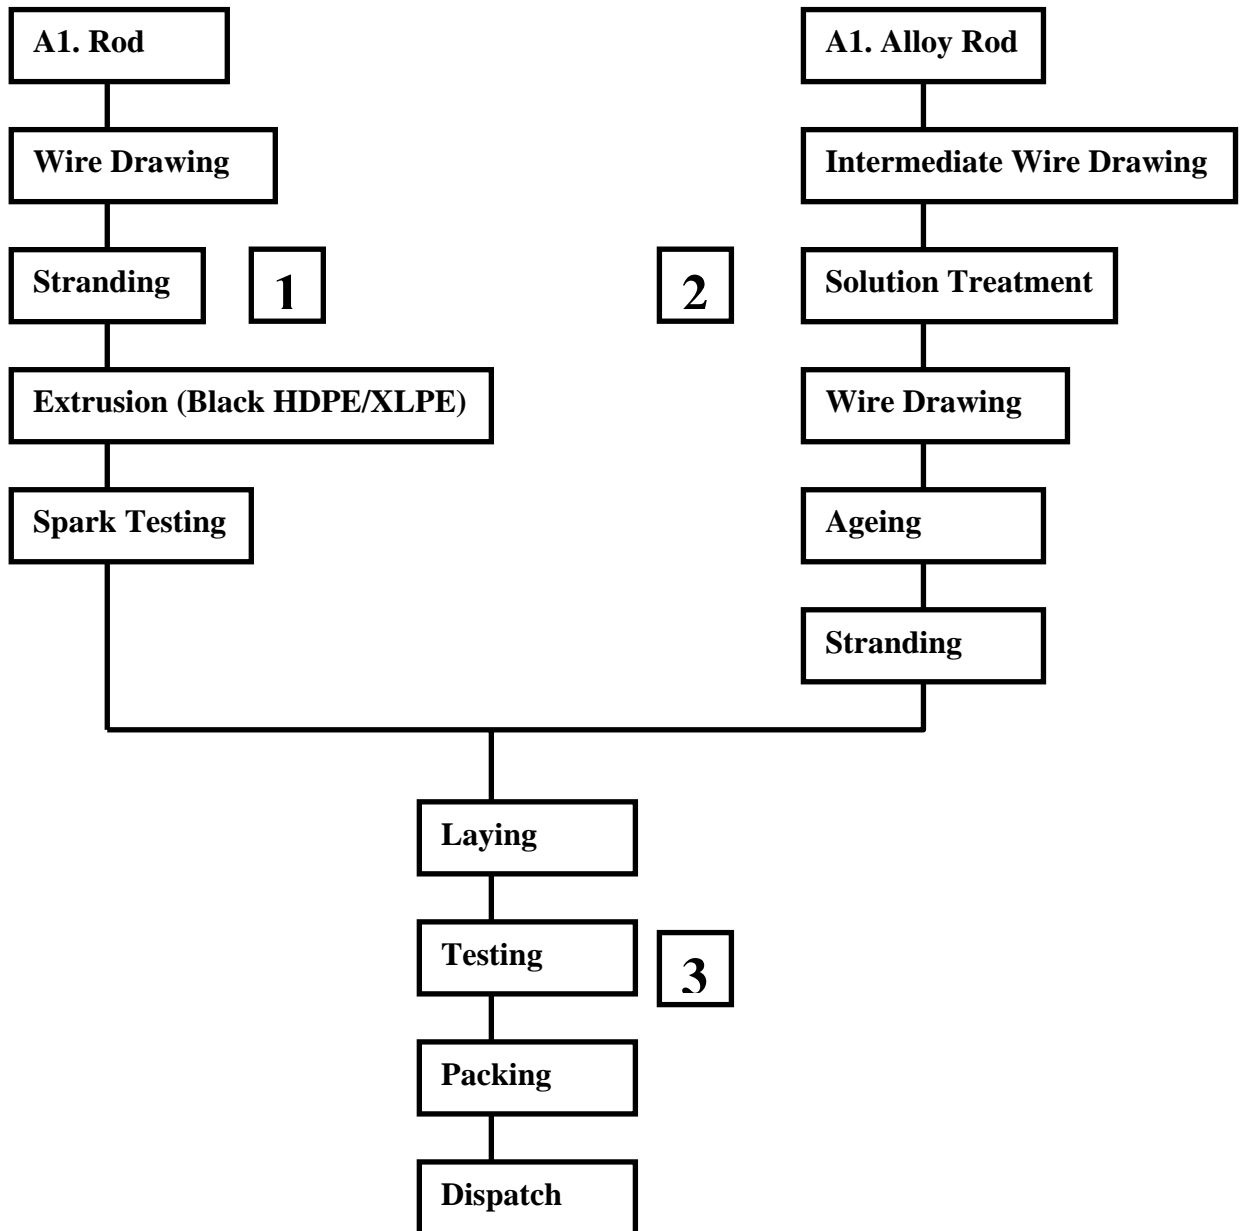 A1. Rod
Wire Drawing
Stranding
1
Extrusion (Black HDPE/XLPE)
Spark Testing
A1. Alloy Rod
Intermediate Wire Drawing
2
Solution Treatment
Wire Drawing
Ageing
Stranding
Laying
Testing
3
Packing
Dispatch